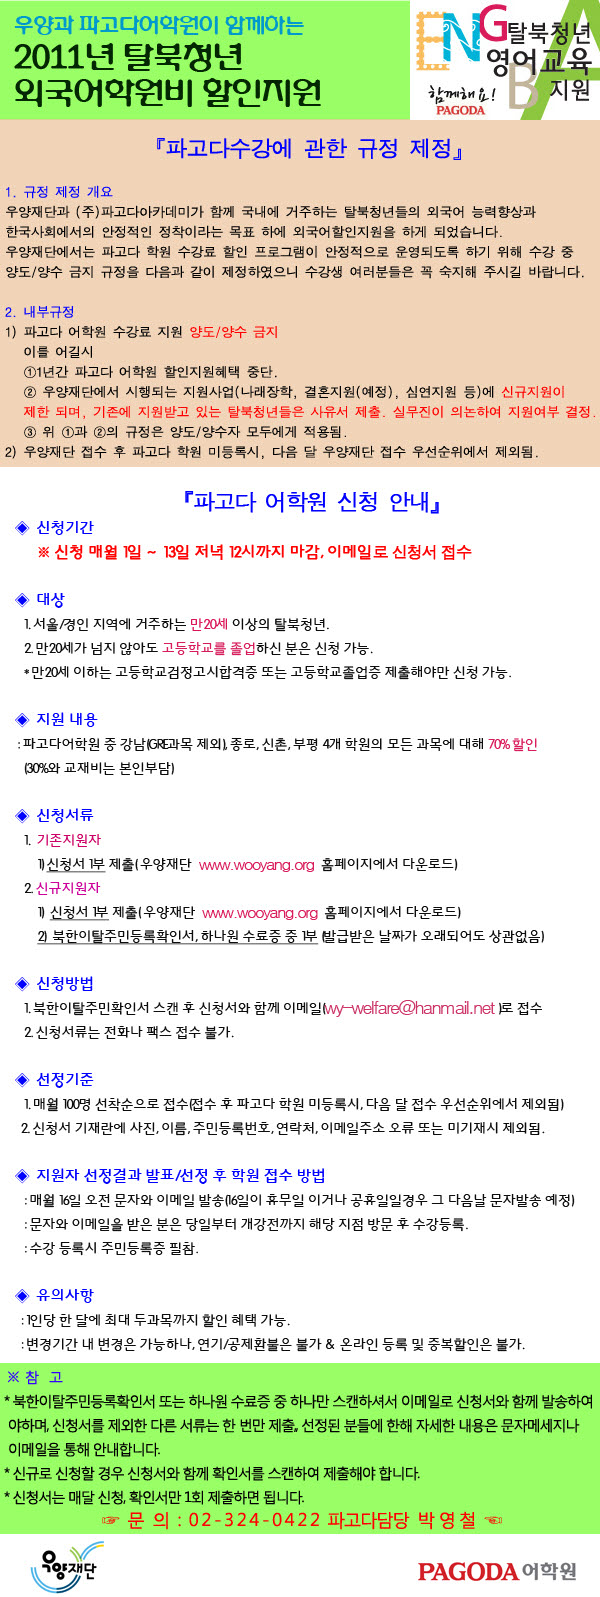 우양과 파고다어학원이 함께하는
2011년 탈북청년
외국어학원비 할인지원
ENG
탈북청년
영어교육
BA
지원
함께해요!
PAGODA
『파고다수강에 관한 규정 제정』
1. 규정 제정 개요
우양재단과 (주)파고다아카데미가 함께 국내에 거주하는 탈북청년들의 외국어 능력향상과
한국사회에서의 안정적인 정착이라는 목표 하에 외국어할인지원을 하게 되었습니다.
우양재단에서는 파고다 학원 수강료 할인 프로그램이 안정적으로 운영되도록 하기 위해 수강 중
양도/양수 금지 규정을 다음과 같이 제정하였으니 수강생 여러분들은 꼭 숙지해 주시길 바랍니다.
2. 내부규정
1) 파고다 어학원 수강료 지원 양도/양수 금지
이를 어길시
①1년간 파고다 어학원 할인지원혜택 중단.
② 우양재단에서 시행되는 지원사업(나래장학, 결혼지원(예정), 심연지원 등)에 신규지원이
제한 되며, 기존에 지원받고 있는 탈북청년들은 사유서 제출. 실무진이 의논하여 지원여부 결정.
③ 위 ①과 ②의 규정은 양도/양수자 모두에게 적용됨.
2) 우양재단 접수 후 파고다 학원 미등록시, 다음 달 우양재단 접수 우선순위에서 제외됨.
『파고다 어학원 신청 안내』
◈ 신청기간
※ 신청 매월 1일 ~ 13일 저녁 12시까지 마감, 이메일로 신청서 접수
◈ 대상
1. 서울/경인 지역에 거주하는 만20세 이상의 탈북청년.
2. 만20세가 넘지 않아도 고등학교를 졸업하신 분은 신청 가능.
* 만20세 이하는 고등학교검정고시합격증 또는 고등학교졸업증 제출해야만 신청 가능.
◈ 지원 내용
: 파고다어학원 중 강남(GRE과목 제외), 종로, 신촌, 부평 4개 학원의 모든 과목에 대해 70% 할인
(30%와 교재비는 본인부담)
◈ 신청서류
1. 기존지원자
1) 신청서 1부 제출(우양재단 www.wooyang.org 홈페이지에서 다운로드)
2. 신규지원자
1) 신청서 1부 제출(우양재단 www.wooyang.org 홈페이지에서 다운로드)
2) 북한이탈주민등록확인서, 하나원 수료증 중 1부 (발급받은 날짜가 오래되어도 상관없음)
◈ 신청방법
1. 북한이탈주민확인서 스캔 후 신청서와 함께 이메일(wy-welfare@hanmail.net )로 접수
2. 신청서류는 전화나 팩스 접수 불가.
◈ 선정기준
1. 매월 100명 선착순으로 접수(접수 후 파고다 학원 미등록시, 다음 달 접수 우선순위에서 제외됨)
2. 신청서 기재란에 사진, 이름, 주민등록번호, 연락처, 이메일주소 오류 또는 미기재시 제외됨.
◈ 지원자 선정결과 발표/선정 후 학원 접수 방법
: 매월 16일 오전 문자와 이메일 발송(16일이 휴무일 이거나 공휴일일경우 그 다음날 문자발송 예정)
: 문자와 이메일을 받은 분은 당일부터 개강전까지 해당 지점 방문 후 수강등록.
: 수강 등록시 주민등록증 필참.
◈ 유의사항
: 1인당 한 달에 최대 두과목까지 할인 혜택 가능.
: 변경기간 내 변경은 가능하나, 연기/공제환불은 불가 & 온라인 등록 및 중복할인은 불가.
※ 참 고
* 북한이탈주민등록확인서 또는 하나원 수료증 중 하나만 스캔하셔서 이메일로 신청서와 함께 발송하여
야하며, 신청서를 제외한 다른 서류는 한 번만 제출,, 선정된 분들에 한해 자세한 내용은 문자메세지나
이메일을 통해 안내합니다.
* 신규로 신청할 경우 신청서와 함께 확인서를 스캔하여 제출해야 합니다.
* 신청서는 매달 신청, 확인서만 1회 제출하면 됩니다.
☞ 문 의 : 02-324-0422 파고다담당 박영철 ☜
우양재단
PAGODA어학원